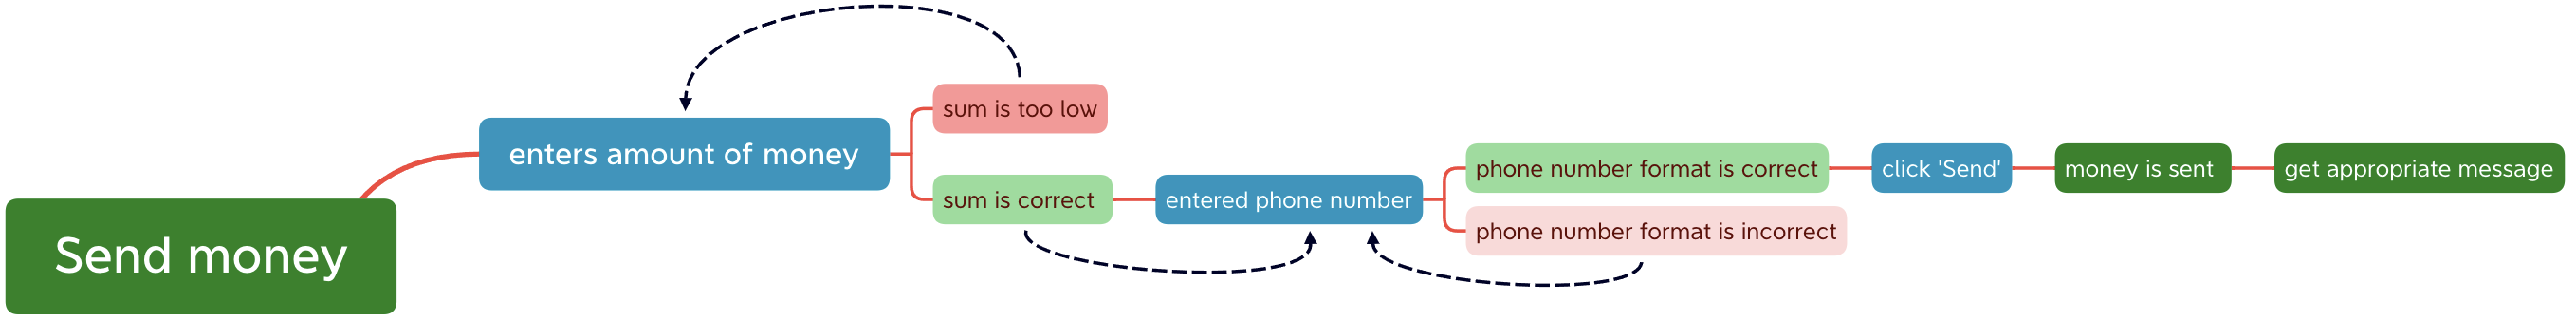 Send money
enters amount of money
sum is too low
sum is correct
entered phone number
phone number format is correct
phone number format is incorrect
click 'Send'
money is sent
get appropriate message